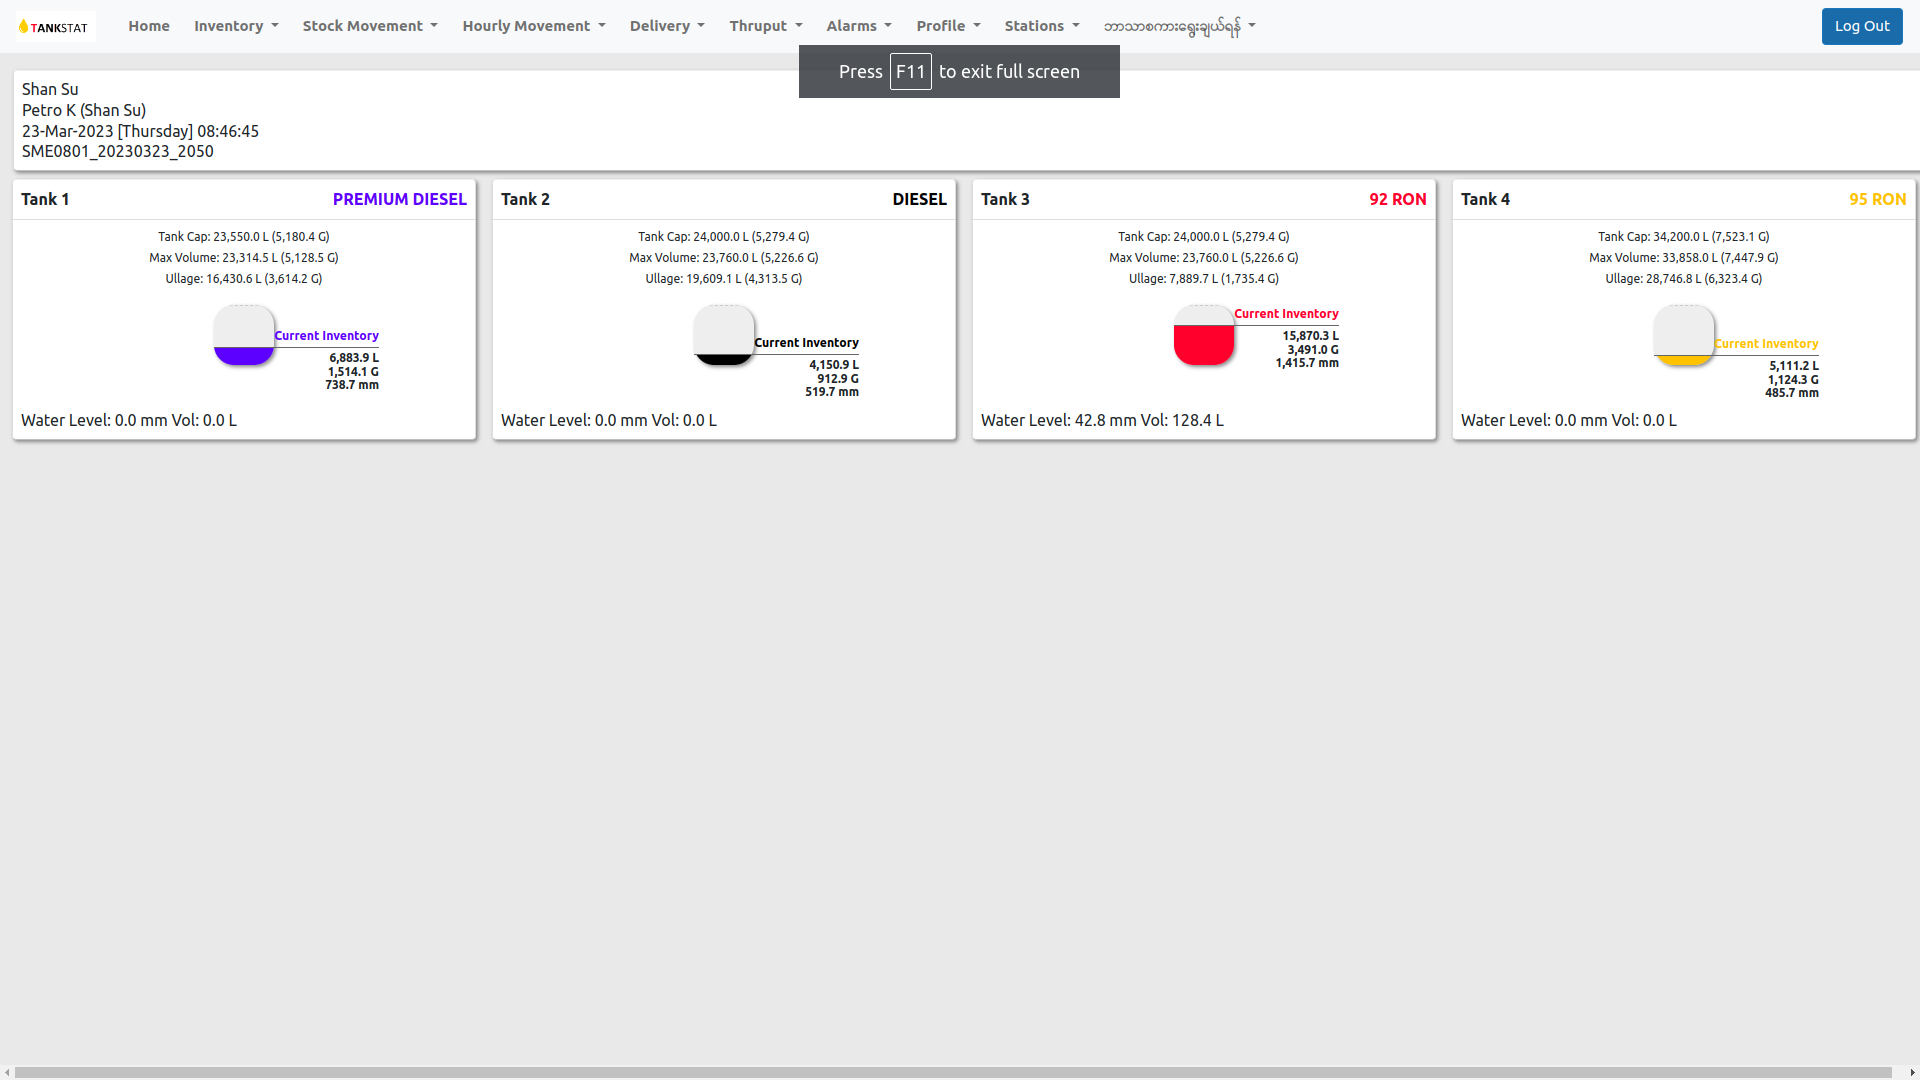 TANKSTAT
Home
Inventory
Stock Movement
Hourly Movement
Delivery
Thruput
Alarms
Profile
Stations
ဘာသာစကားရွေးချယ်ရန်
Log Out
Press F11 to exit full screen
Shan Su
Petro K (Shan Su)
23-Mar-2023 [Thursday] 08:46:45
SME0801_20230323_2050
Tank 1
PREMIUM DIESEL
Tank Cap: 23,550.0 L (5,180.4 G)
Max Volume: 23,314.5 L (5,128.5 G)
Ullage: 16,430.6 L (3,614.2 G)
Current Inventory
6,883.9 L
1,514.1 G
738.7 mm
Water Level: 0.0 mm Vol: 0.0 L
Tank 2
DIESEL
Tank Cap: 24,000.0 L (5,279.4 G)
Max Volume: 23,760.0 L (5,226.6 G)
Ullage: 19,609.1 L (4,313.5 G)
Current Inventory
4,150.9 L
912.9 G
519.7 mm
Water Level: 0.0 mm Vol: 0.0 L
Tank 3
92 RON
Tank Cap: 24,000.0 L (5,279.4 G)
Max Volume: 23,760.0 L (5,226.6 G)
Ullage: 7,889.7 L (1,735.4 G)
Current Inventory
15,870.3 L
3,491.0 G
1,415.7 mm
Water Level: 42.8 mm Vol: 128.4 L
Tank 4
95 RON
Tank Cap: 34,200.0 L (7,523.1 G)
Max Volume: 33,858.0 L (7,447.9 G)
Ullage: 28,746.8 L (6,323.4 G)
Current Inventory
5,111.2 L
1,124.3 G
485.7 mm
Water Level: 0.0 mm Vol: 0.0 L